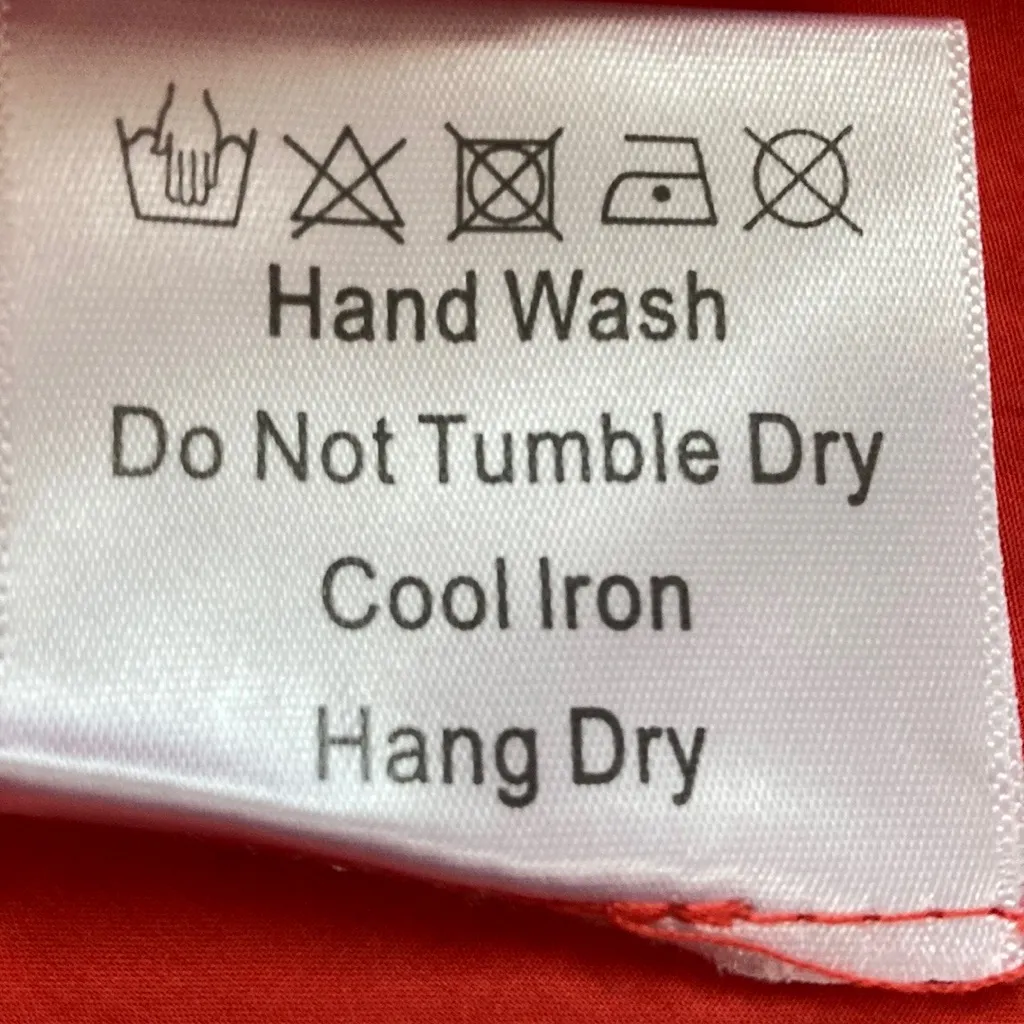 Hand Wash
Do Not Tumble Dry
Cool Iron
Hang Dry